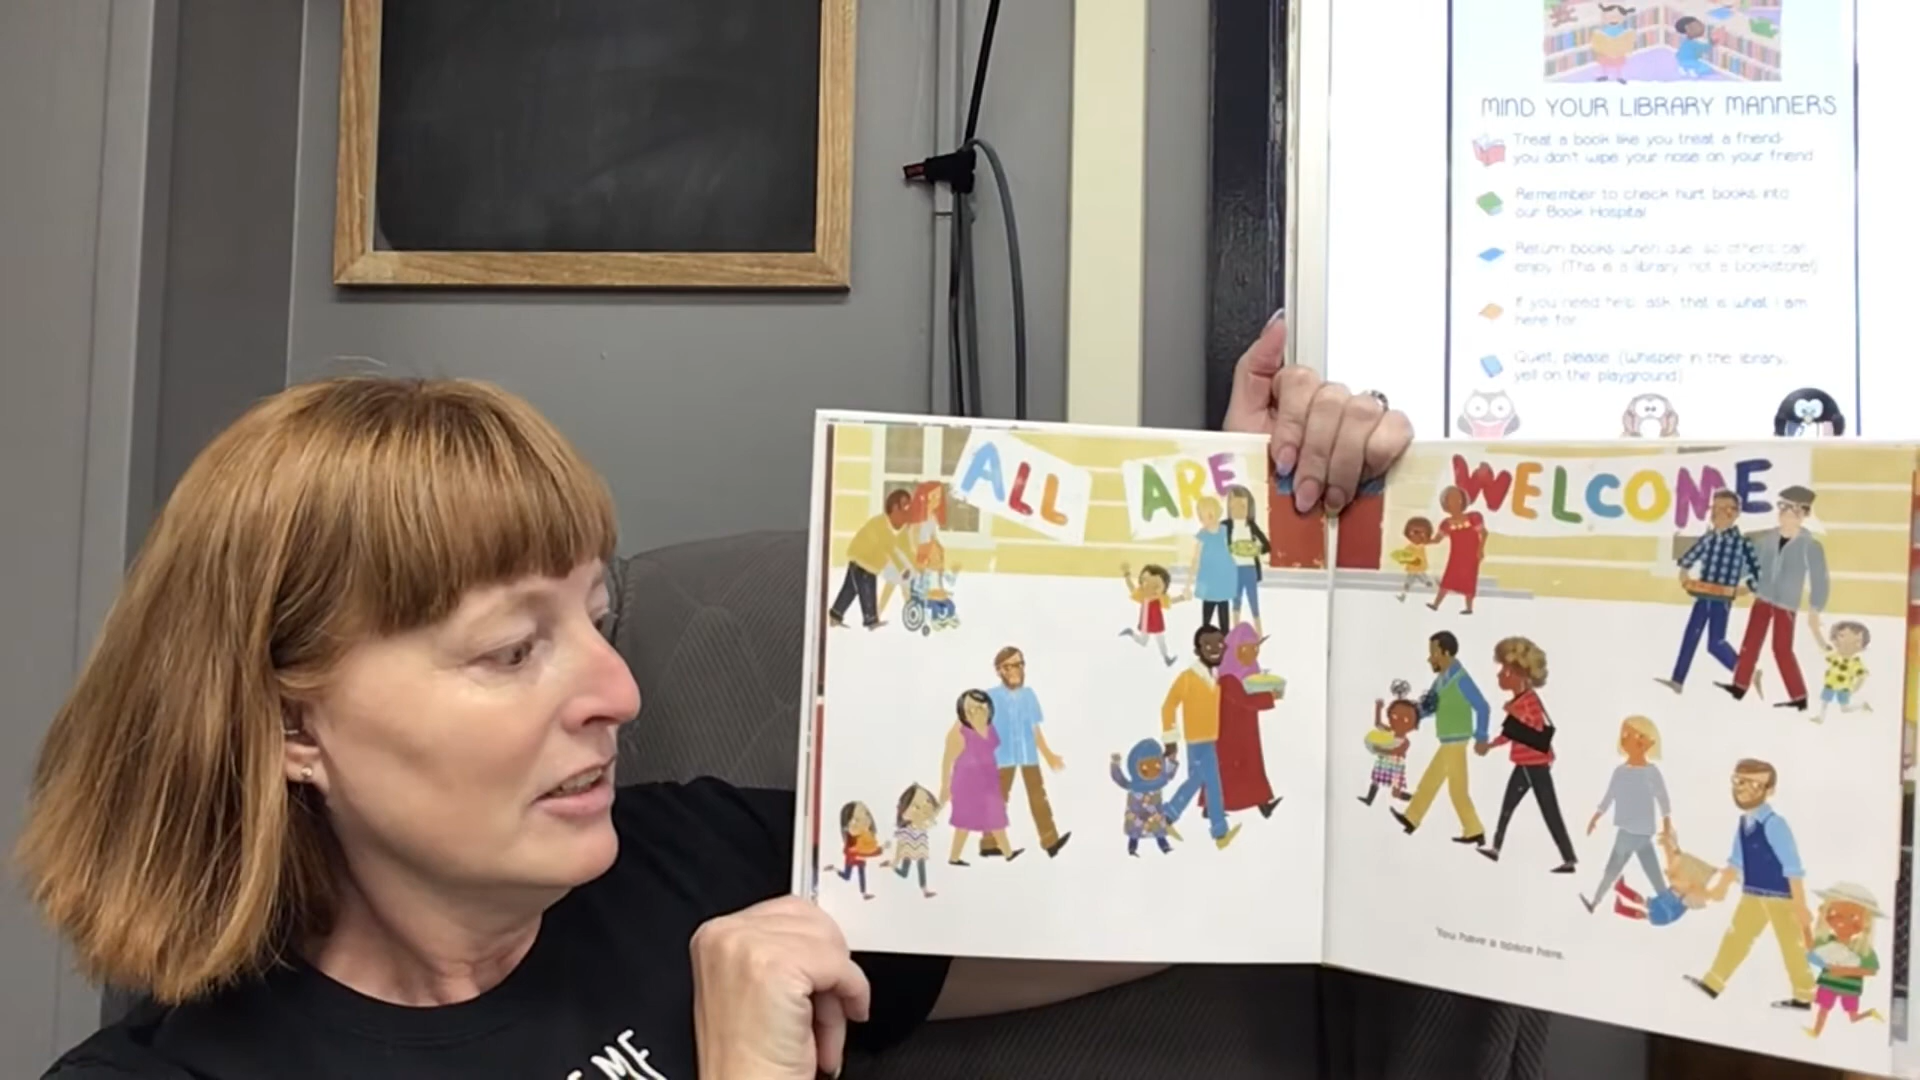 MIND YOUR LIBRARY MANNERS
Treat a book like you treat a friend-
you don't wipe your nose on your friend
Remember to check hurt books into
our Book Hospital
Return books when due, so others can
enjoy (This is a library, not a bookstore!)
If you need help, ask, that is what I am
here for
Quiet, please (Whisper in the library,
yell on the playground)
ALL ARE WELCOME
You have a space here.
ME